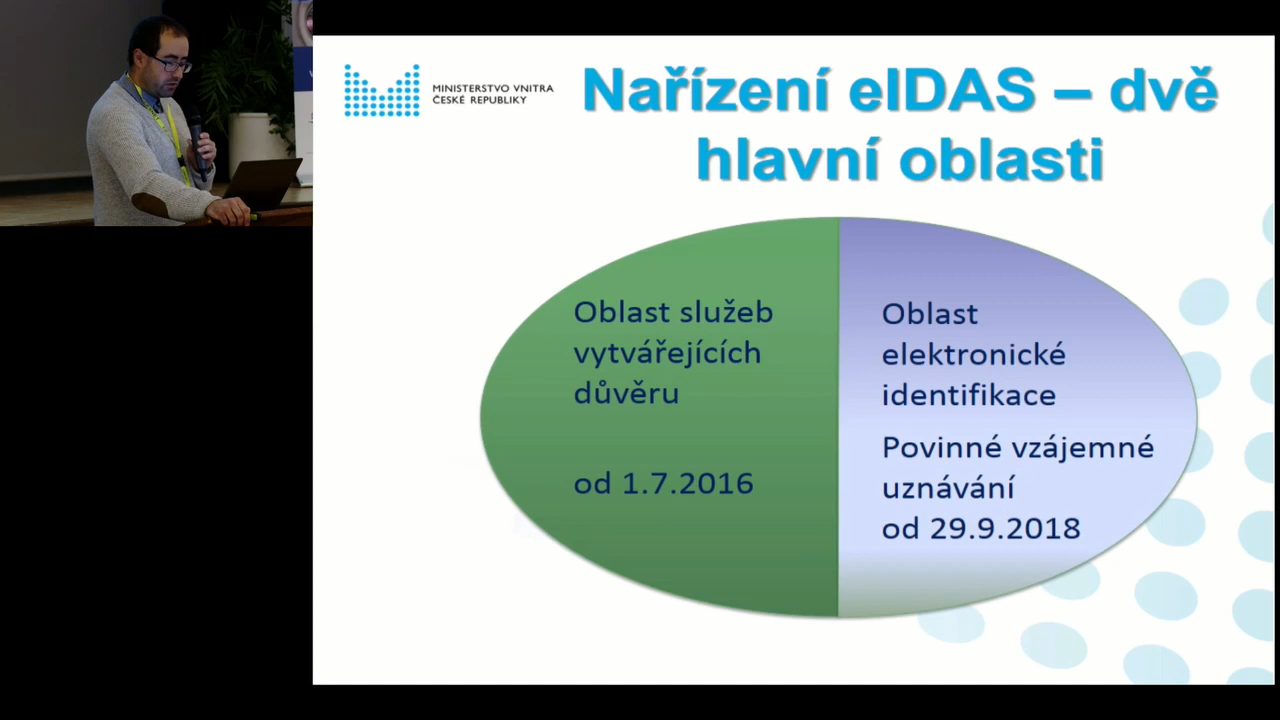 MINISTERSTVO VNITRA
ČESKÉ REPUBLIKY
Nařízení eIDAS – dvě
hlavní oblasti
Oblast služeb
vytvářejících
důvěru
od 1.7.2016
Oblast
elektronické
identifikace
Povinné vzájemné
uznávání
od 29.9.2018